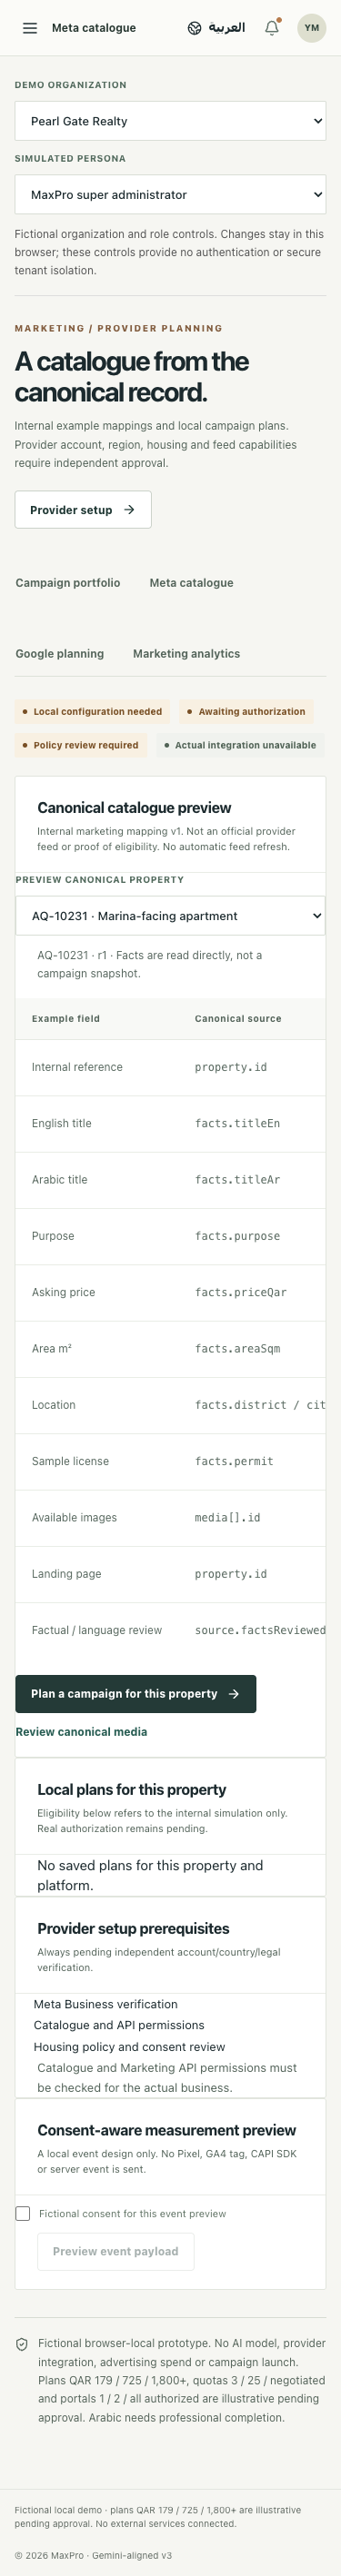 Meta catalogue
العربية
YM
DEMO ORGANIZATION
Pearl Gate Realty
SIMULATED PERSONA
MaxPro super administrator
Fictional organization and role controls. Changes stay in this
browser; these controls provide no authentication or secure
tenant isolation.
MARKETING / PROVIDER PLANNING
A catalogue from the
canonical record.
Internal example mappings and local campaign plans.
Provider account, region, housing and feed capabilities
require independent approval.
Provider setup
Campaign portfolio
Meta catalogue
Google planning
Marketing analytics
Local configuration needed
Awaiting authorization
Policy review required
Actual integration unavailable
Canonical catalogue preview
Internal marketing mapping v1. Not an official provider
feed or proof of eligibility. No automatic feed refresh.
PREVIEW CANONICAL PROPERTY
AQ-10231 · Marina-facing apartment
AQ-10231 · r1 · Facts are read directly, not a
campaign snapshot.
Example field
Canonical source
Internal reference
property.id
English title
facts.titleEn
Arabic title
facts.titleAr
Purpose
facts.purpose
Asking price
facts.priceQar
Area m²
facts.areaSqm
Location
facts.district / cit
Sample license
facts.permit
Available images
media[].id
Landing page
property.id
Factual / language review
source.factsReviewed
Plan a campaign for this property
Review canonical media
Local plans for this property
Eligibility below refers to the internal simulation only.
Real authorization remains pending.
No saved plans for this property and
platform.
Provider setup prerequisites
Always pending independent account/country/legal
verification.
Meta Business verification
Catalogue and API permissions
Housing policy and consent review
Catalogue and Marketing API permissions must
be checked for the actual business.
Consent-aware measurement preview
A local event design only. No Pixel, GA4 tag, CAPI SDK
or server event is sent.
Fictional consent for this event preview
Preview event payload
Fictional browser-local prototype. No AI model, provider
integration, advertising spend or campaign launch.
Plans QAR 179 / 725 / 1,800+, quotas 3 / 25 / negotiated
and portals 1 / 2 / all authorized are illustrative pending
approval. Arabic needs professional completion.
Fictional local demo · plans QAR 179 / 725 / 1,800+ are illustrative
pending approval. No external services connected.
© 2026 MaxPro · Gemini-aligned v3